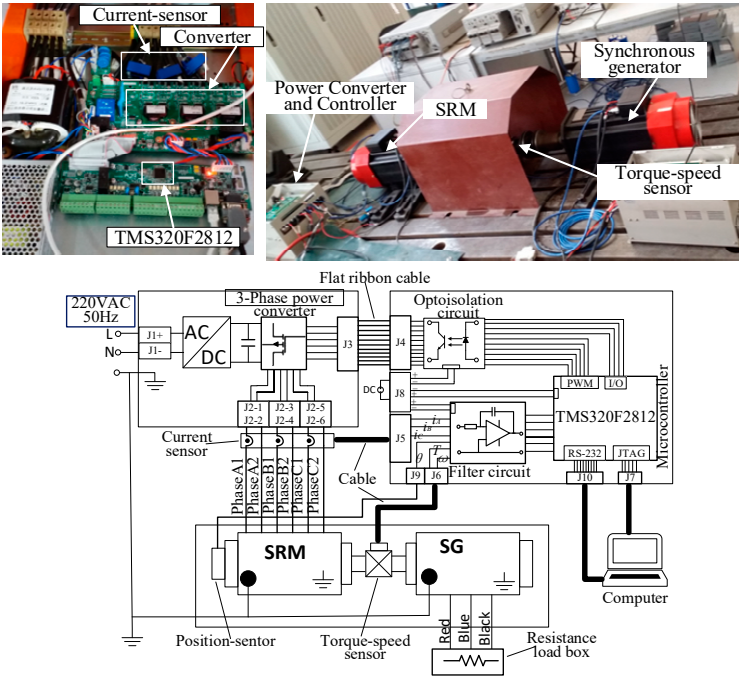 Current-sensor
Converter
TMS320F2812
Power Converter
and Controller
SRM
Synchronous
generator
Torque-speed
sensor
Flat ribbon cable
220VAC
50Hz
3-Phase power
converter
Optoisolation
circuit
L
N
J1+
J1-
AC
DC
J3
J4
PWM
I/O
DC
+
-
J8
+
-
+
-
TMS320F2812
Microcontroller
J2-1
J2-3
J2-5
J2-2
J2-4
J2-6
Current
sensor
J5
iA
iB
iC
θ
T
ω
Filter circuit
RS-232
JTAG
Cable
J9
J6
J10
J7
PhaseA1
PhaseA2
PhaseB1
PhaseB2
PhaseC1
PhaseC2
SRM
SG
Computer
Position-sentor
Torque-speed
sensor
Red
Blue
Black
Resistance
load box